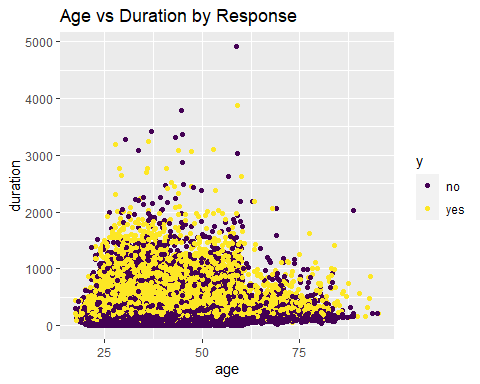 Age vs Duration by Response
5000
4000
3000
2000
1000
0
duration
25
50
75
age
y
no
yes